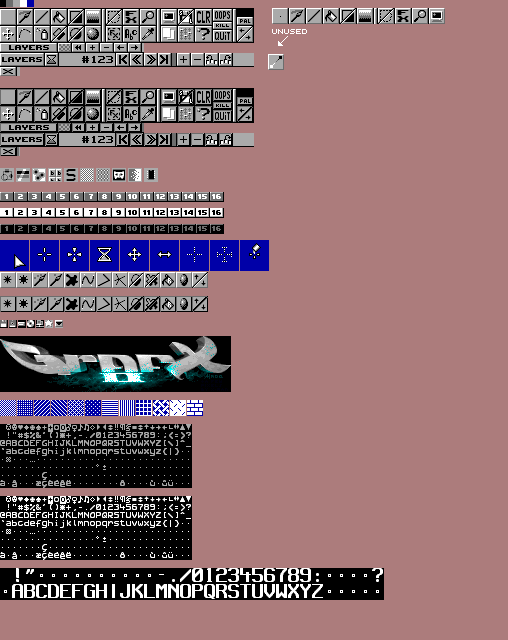 CLR OOPS KILL PAL QUIT
UNUSED
LAYERS
LAYERS #123
CLR OOPS KILL PAL QUIT
LAYERS
LAYERS #123
1 2 3 4 5 6 7 8 9 10 11 12 13 14 15 16
1 2 3 4 5 6 7 8 9 10 11 12 13 14 15 16
1 2 3 4 5 6 7 8 9 10 11 12 13 14 15 16
GrafX
II
!"#$%&'()*+,-./0123456789:;<=>?
@ABCDEFGHIJKLMNOPQRSTUVWXYZ[\]^_
`abcdefghijklmnopqrstuvwxyz{|}
!"#$%&'()*+,-./0123456789:;<=>?
@ABCDEFGHIJKLMNOPQRSTUVWXYZ[\]^_
`abcdefghijklmnopqrstuvwxyz{|}
!"··········-./0123456789:····?
·ABCDEFGHIJKLMNOPQRSTUVWXYZ·····